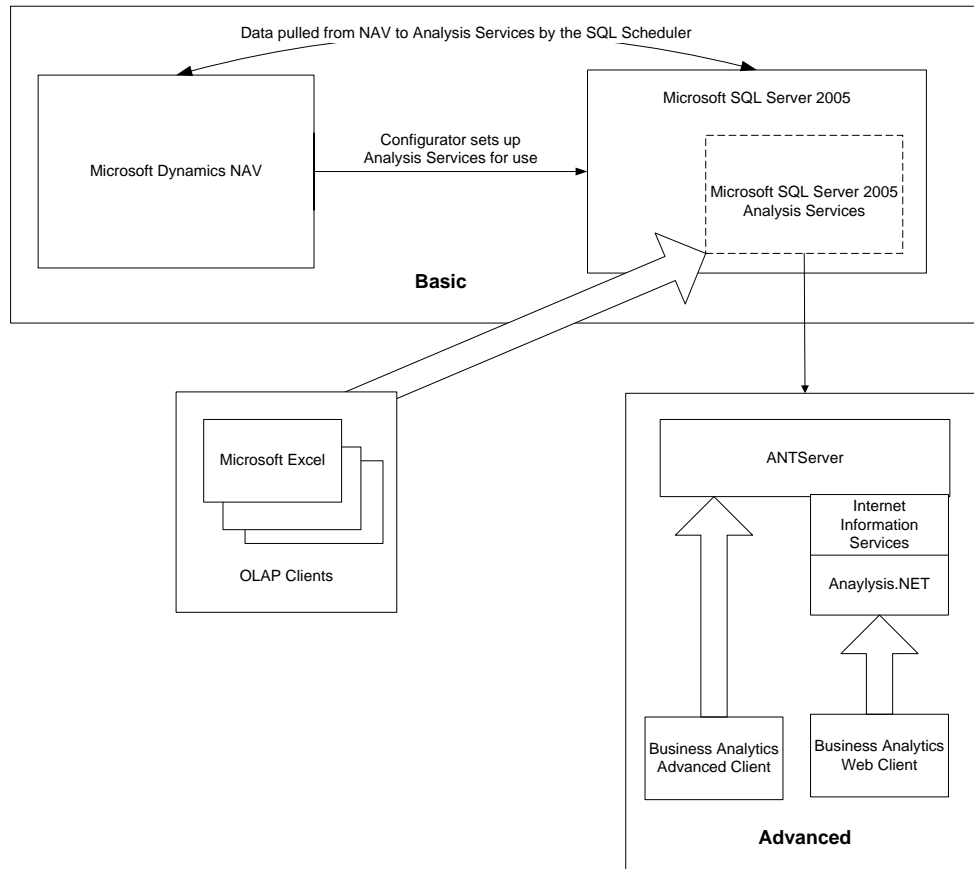 Data pulled from NAV to Analysis Services by the SQL Scheduler
Microsoft Dynamics NAV
Configurator sets up
Analysis Services for use
Microsoft SQL Server 2005
Microsoft SQL Server 2005
Analysis Services
Basic
Microsoft Excel
OLAP Clients
ANTServer
Internet
Information
Services
Anaylysis.NET
Business Analytics
Advanced Client
Business Analytics
Web Client
Advanced